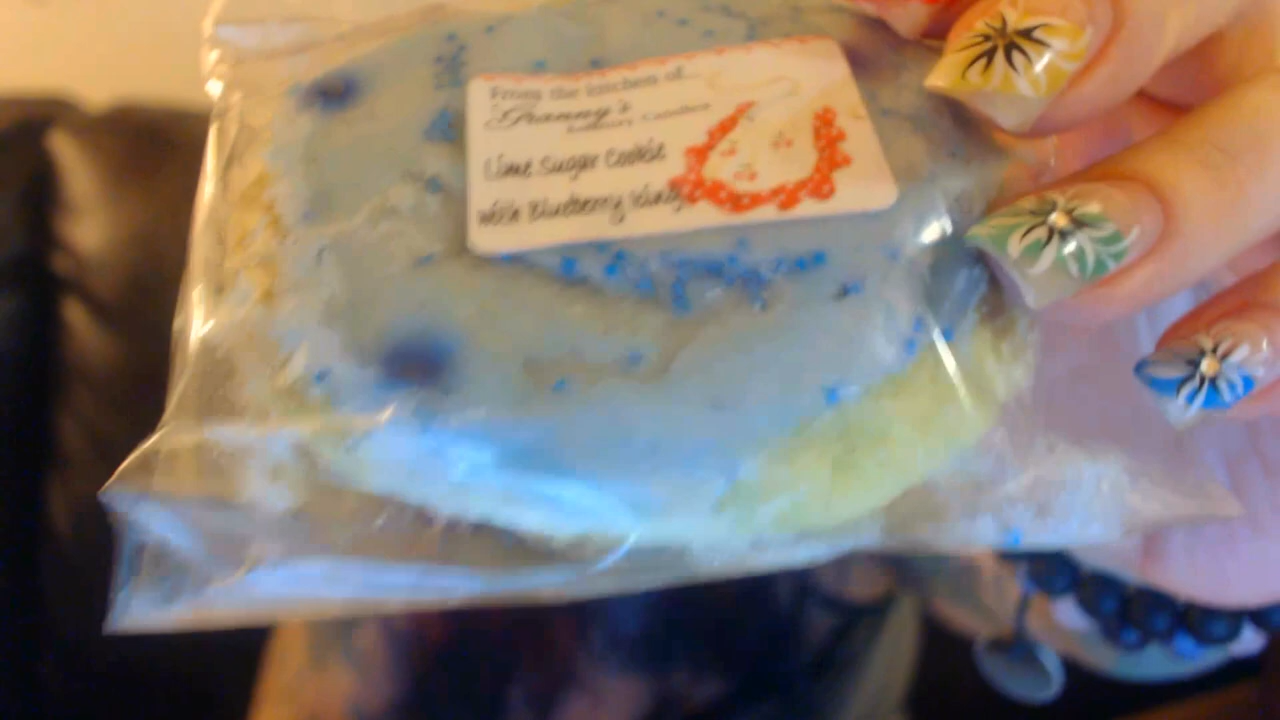 From the kitchen of
Granny's
Lime Sugar Cookie
with Blueberry Icing